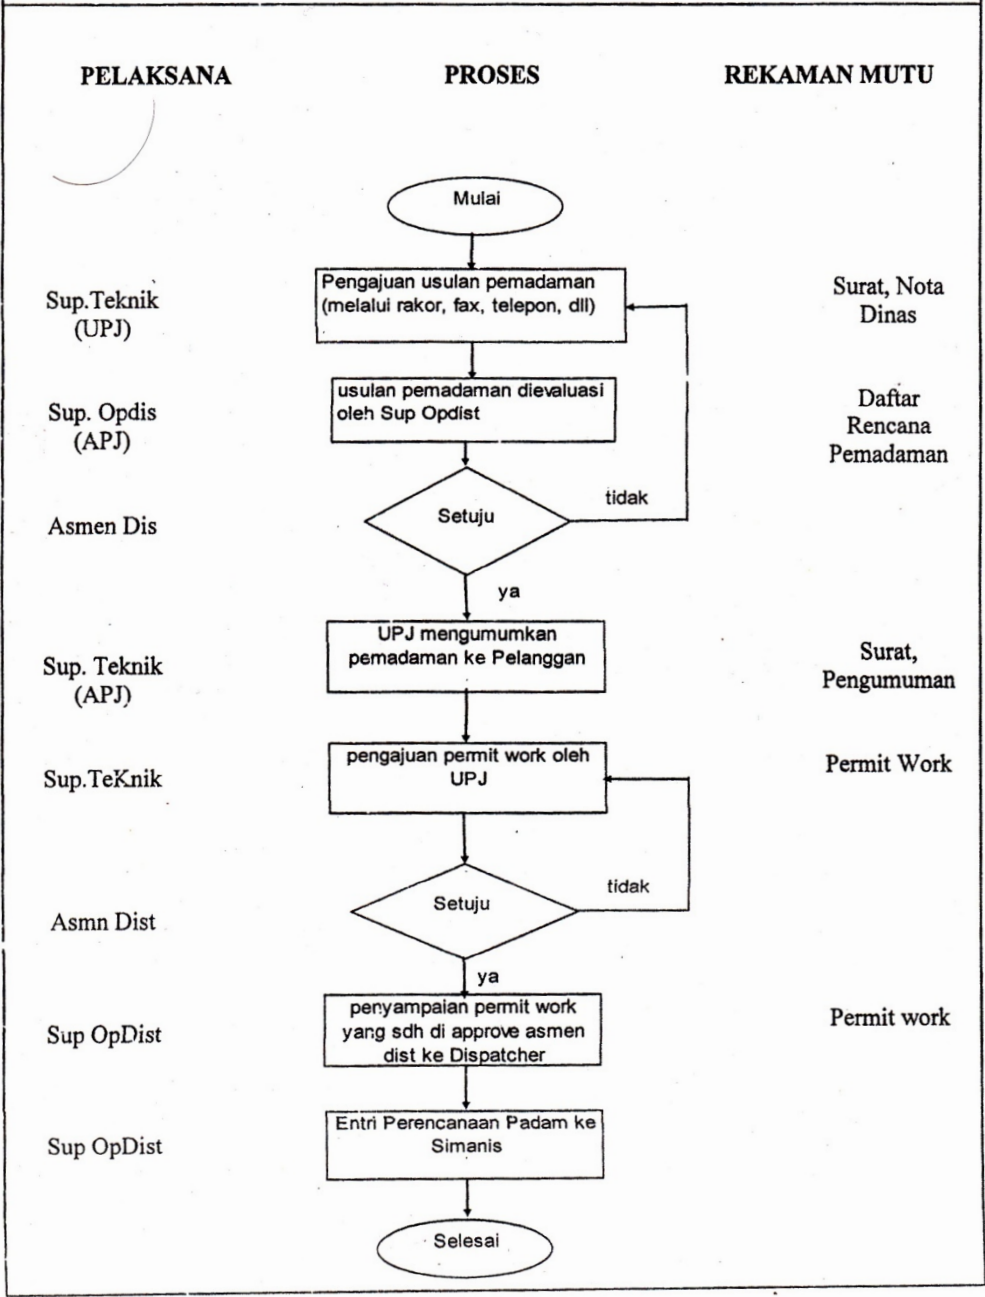 PELAKSANA PROSES REKAMAN MUTU
Mulai
Sup.Teknik
(UPJ)
Pengajuan usulan pemadaman
(melalui rakor, fax, telepon, dll)
Surat, Nota
Dinas
Sup. Opdis
(APJ)
usulan pemadaman dievaluasi
oleh Sup Opdist
Daftar
Rencana
Pemadaman
Asmen Dis
Setuju
tidak
ya
Sup. Teknik
(APJ)
UPJ mengumumkan
pemadaman ke Pelanggan
Surat,
Pengumuman
Sup.TeKnik
pengajuan permit work oleh
UPJ
Permit Work
Asmn Dist
Setuju
tidak
ya
Sup OpDist
penyampaian permit work
yang sdh di approve asmen
dist ke Dispatcher
Permit work
Sup OpDist
Entri Perencanaan Padam ke
Simanis
Selesai